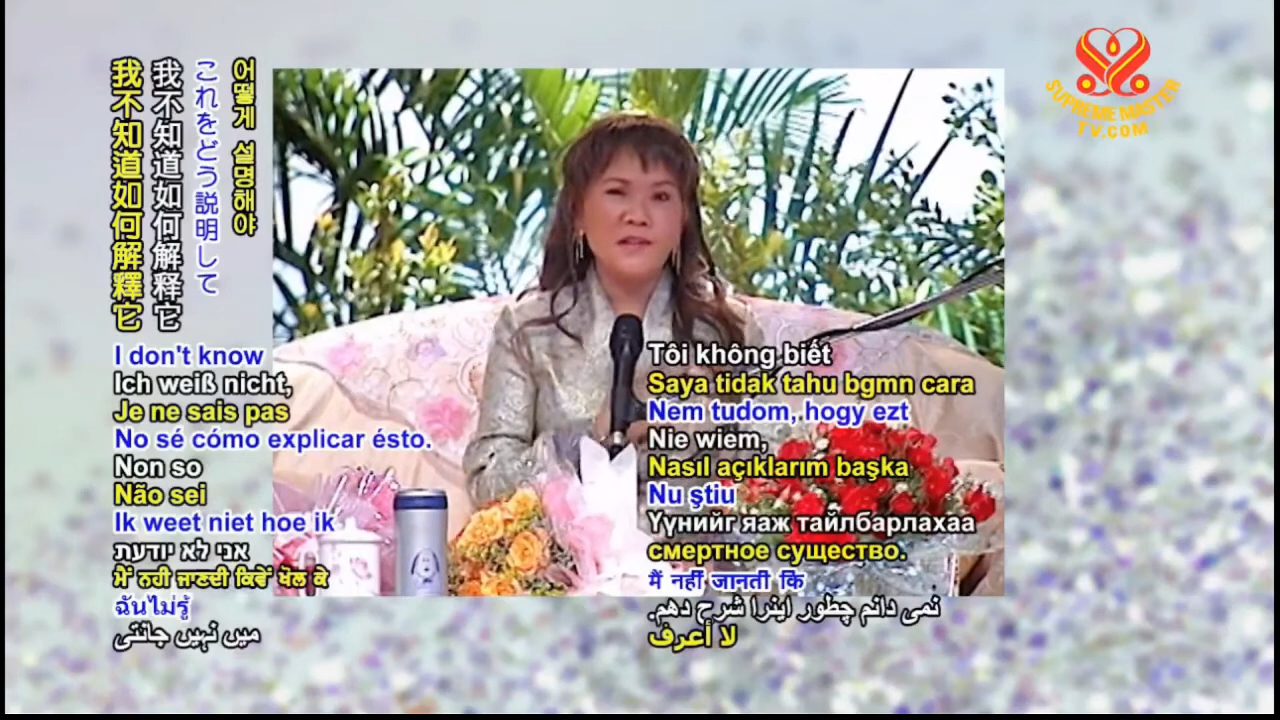 어떻게 설명해야
これをどう説明して
我不知道如何解释它
我不知道如何解釋它
I don't know
Ich weiß nicht,
Je ne sais pas
No sé cómo explicar ésto.
Non so
Não sei
Ik weet niet hoe ik
אני לא יודעת
ਮੈਂ ਨਹੀ ਜਾਣਦੀ ਕਿਵੇਂ ਖੋਲ ਕੇ
ฉันไม่รู้
میں نہیں جانتی
Tôi không biết
Saya tidak tahu bgmn cara
Nem tudom, hogy ezt
Nie wiem,
Nasıl açıklarım başka
Nu ştiu
Үүнийг яаж тайлбарлахаа
смертное существо.
मैं नहीं जानती कि
نمی دانم چطور اینرا شرح دهم.
لا أعرف
SUPREME MASTER
TV.COM